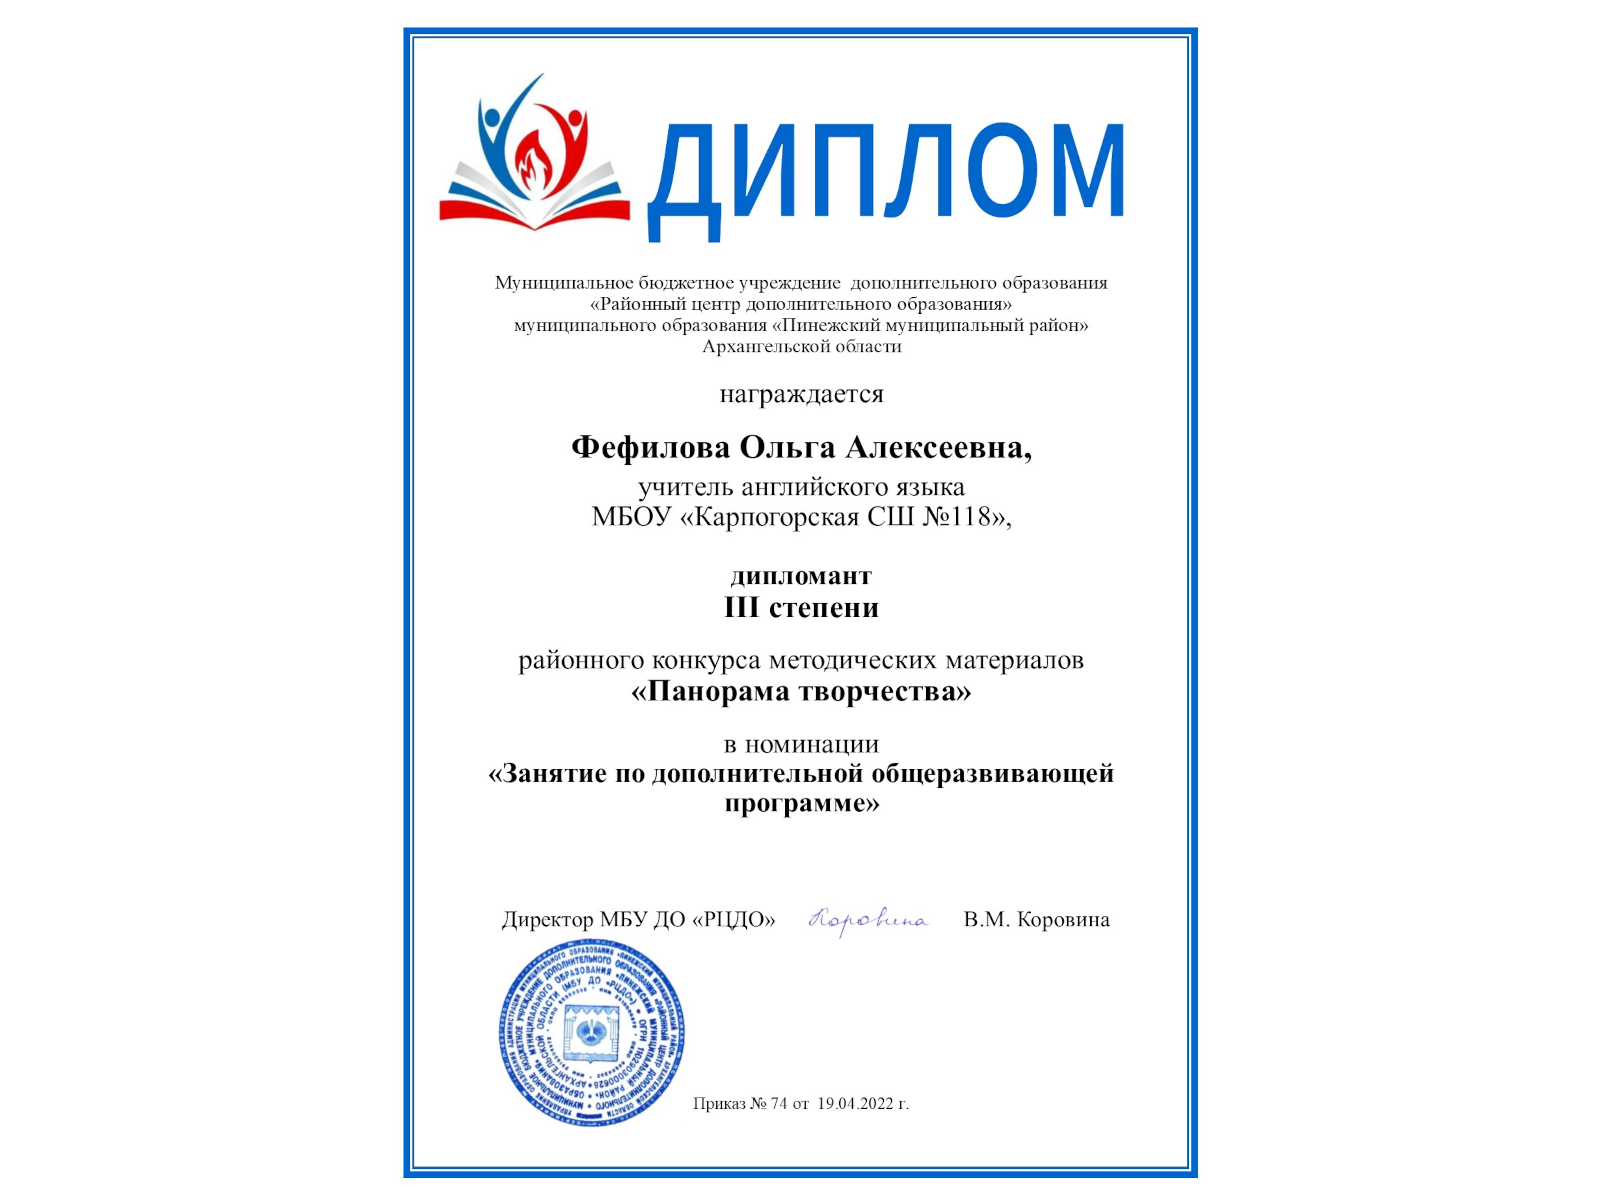 ДИПЛОМ
Муниципальное бюджетное учреждение дополнительного образования
«Районный центр дополнительного образования»
муниципального образования «Пинежский муниципальный район»
Архангельской области
награждается
Фефилова Ольга Алексеевна,
учитель английского языка
МБОУ «Карпогорская СШ №118»,
дипломант
III степени
районного конкурса методических материалов
«Панорама творчества»
в номинации
«Занятие по дополнительной общеразвивающей
программе»
Директор МБУ ДО «РЦДО» Коровина В.М. Коровина
Приказ № 74 от 19.04.2022 г.